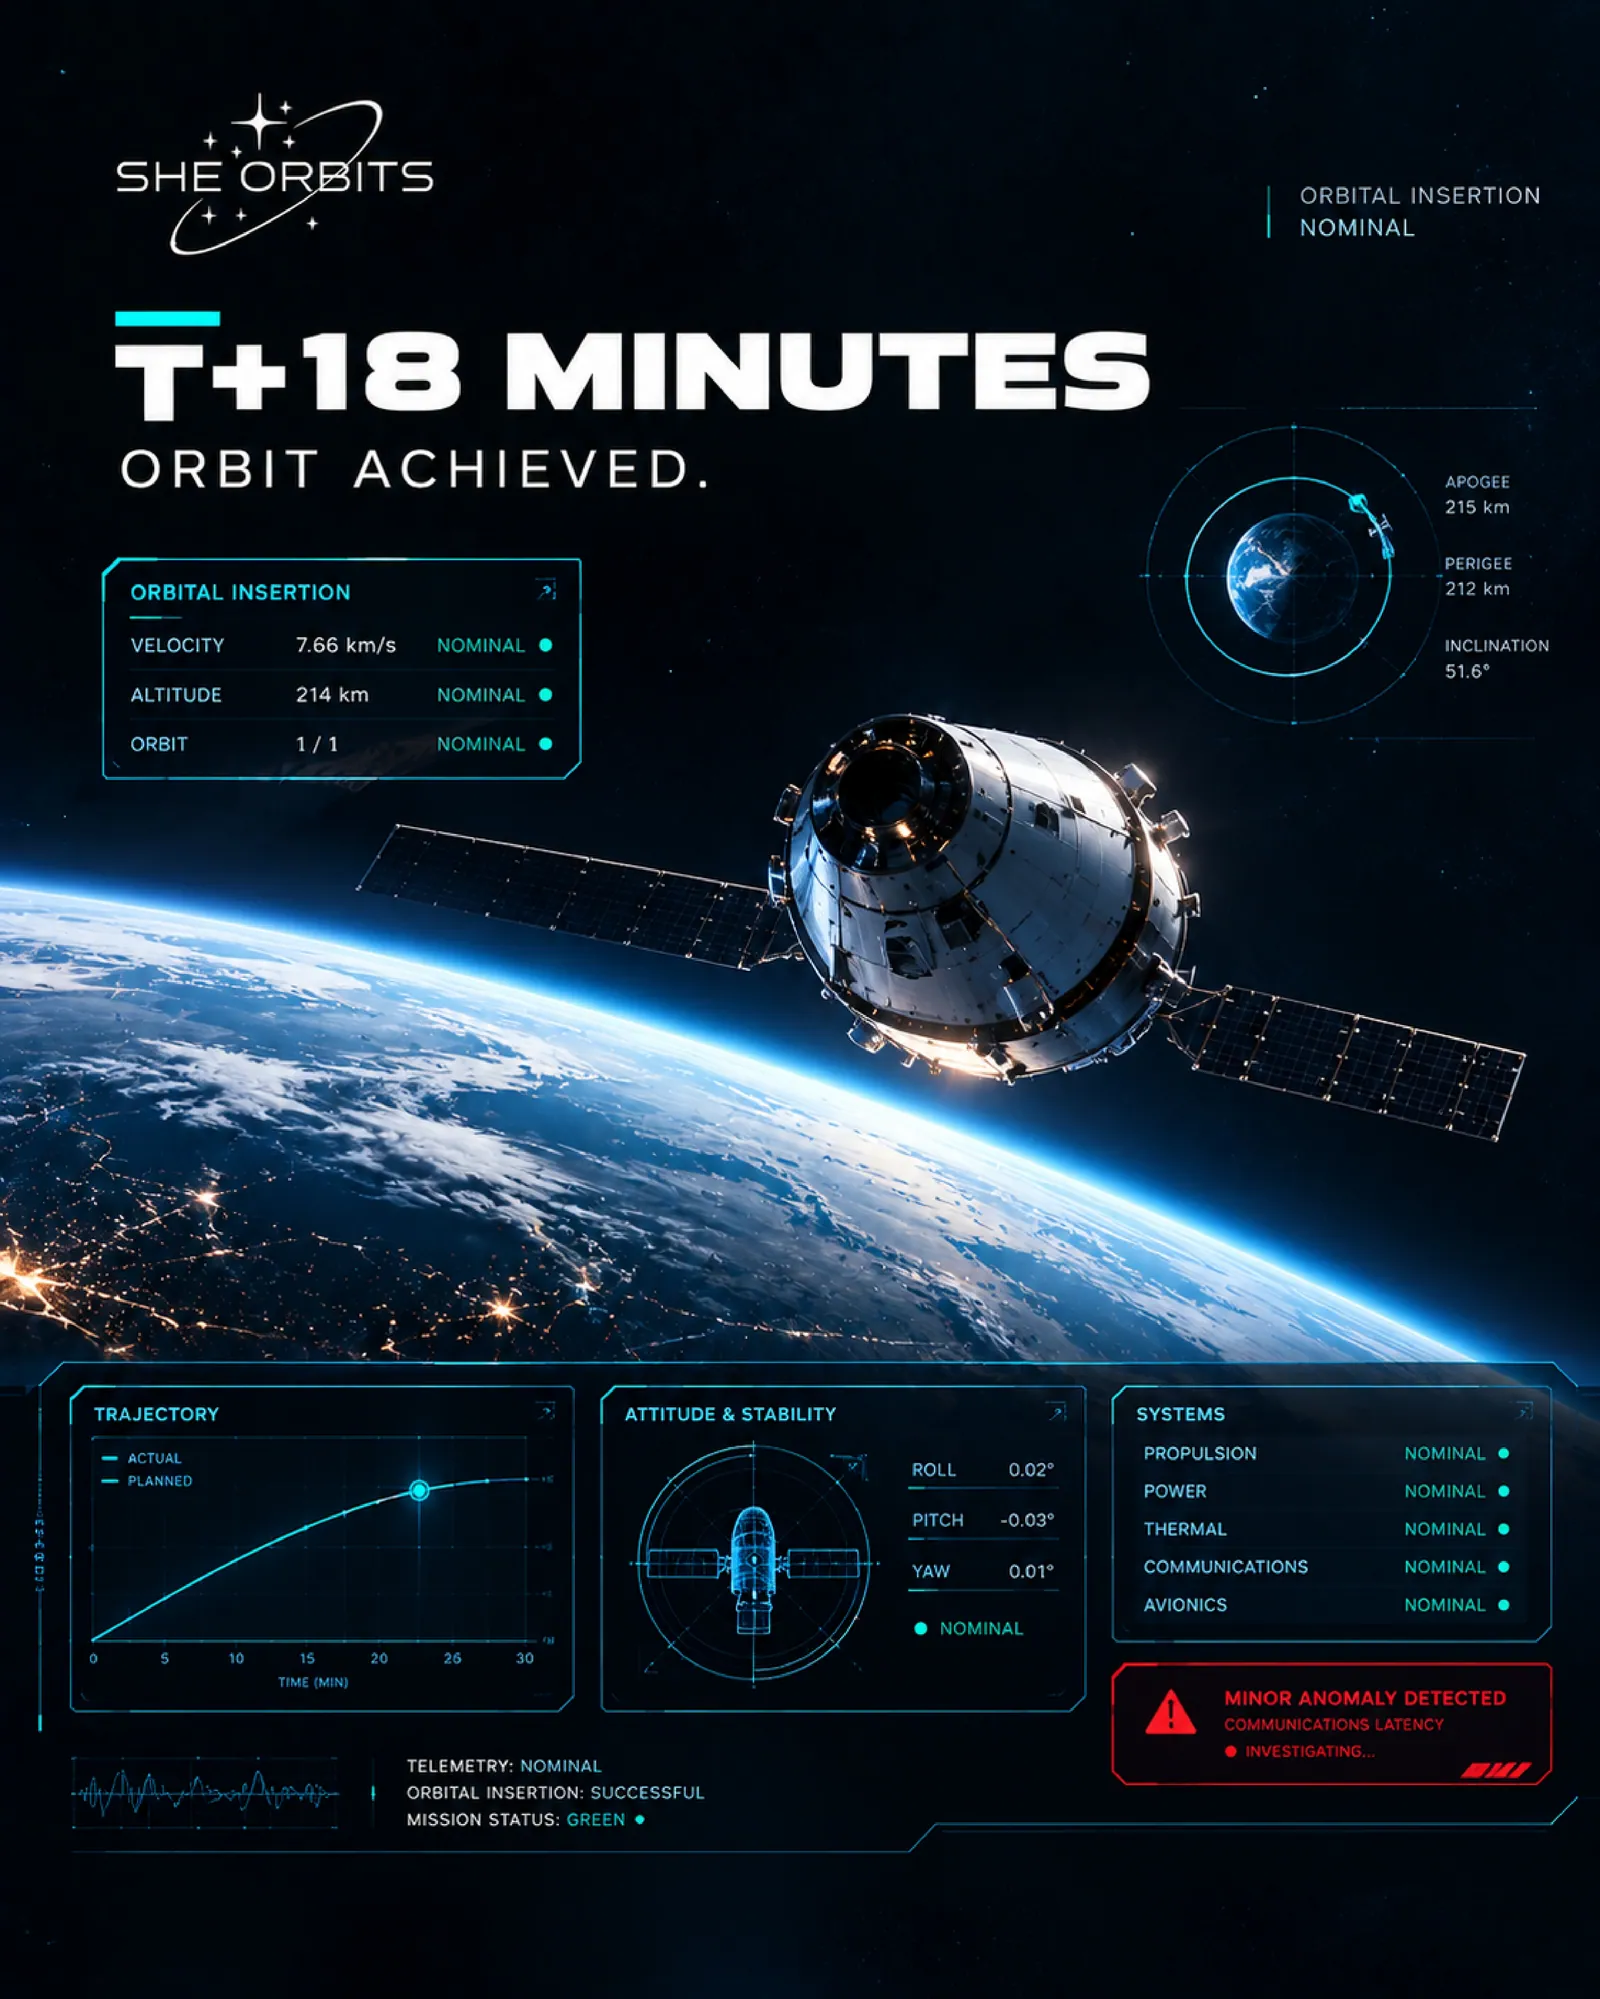 SHE ORBITS
ORBITAL INSERTION
NOMINAL
T+18 MINUTES
ORBIT ACHIEVED.
APOGEE
215 km
PERIGEE
212 km
INCLINATION
51.6°
ORBITAL INSERTION
VELOCITY 7.66 km/s NOMINAL
ALTITUDE 214 km NOMINAL
ORBIT 1 / 1 NOMINAL
TRAJECTORY
ACTUAL
PLANNED
0 5 10 15 20 25 30
TIME (MIN)
ATTITUDE & STABILITY
ROLL 0.02°
PITCH -0.03°
YAW 0.01°
NOMINAL
SYSTEMS
PROPULSION NOMINAL
POWER NOMINAL
THERMAL NOMINAL
COMMUNICATIONS NOMINAL
AVIONICS NOMINAL
MINOR ANOMALY DETECTED
COMMUNICATIONS LATENCY
INVESTIGATING...
TELEMETRY: NOMINAL
ORBITAL INSERTION: SUCCESSFUL
MISSION STATUS: GREEN